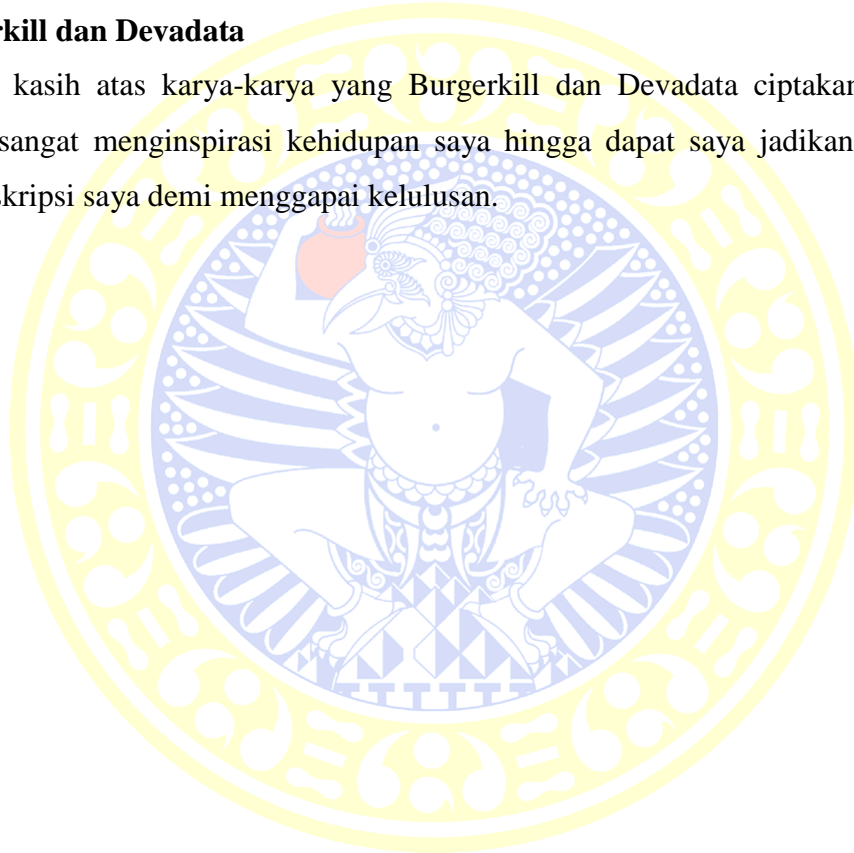 rkill dan Devadata
kasih atas karya-karya yang Burgerkill dan Devadata ciptakan
sangat menginspirasi kehidupan saya hingga dapat saya jadikan
skripsi saya demi menggapai kelulusan.